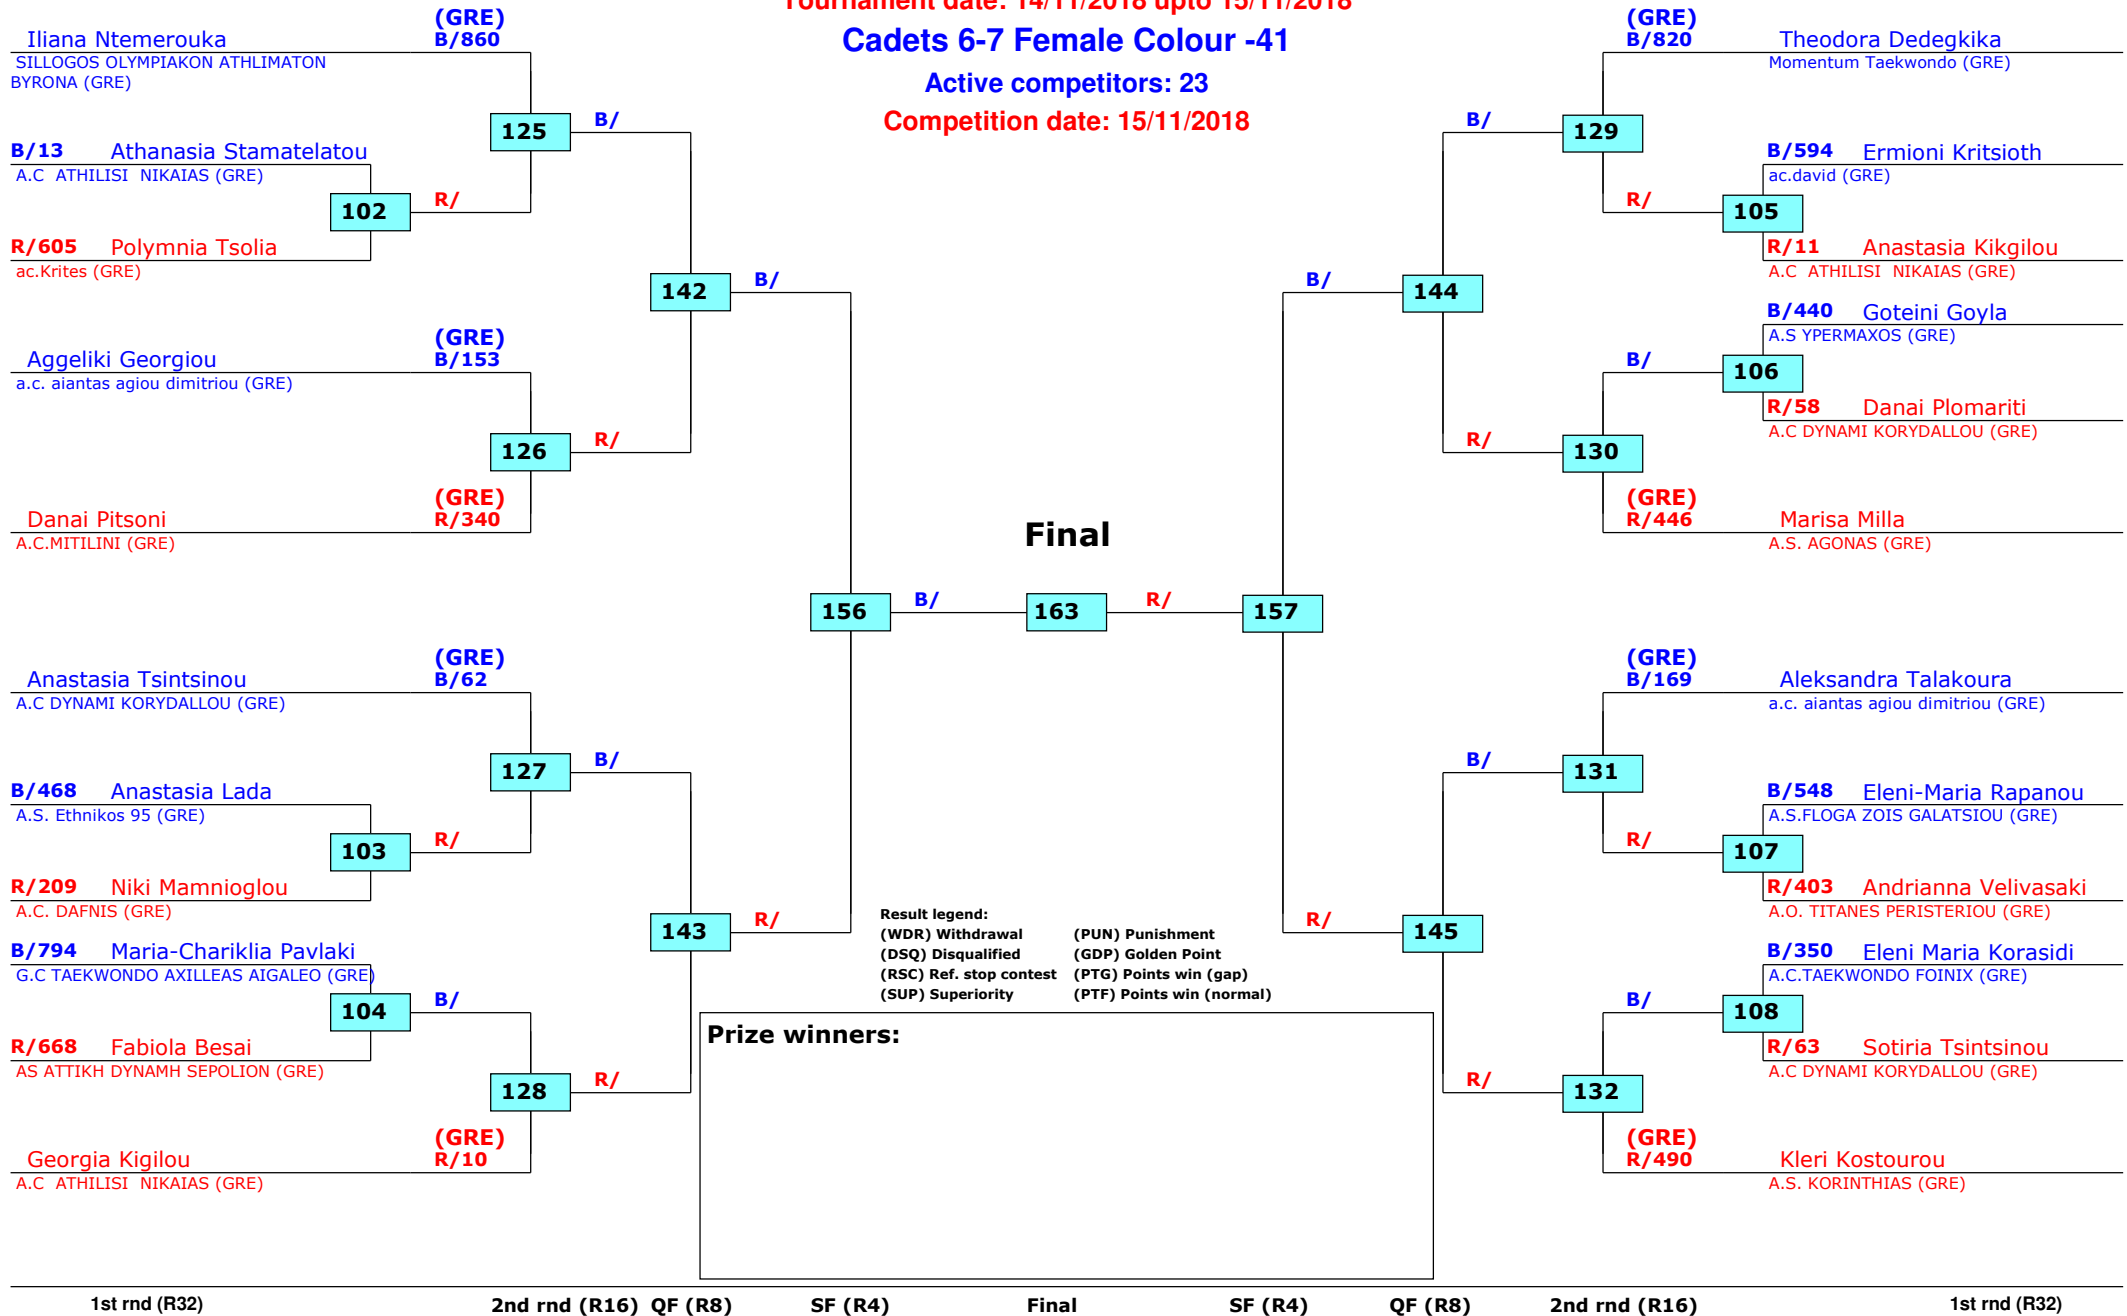 Tournament date: 14/11/2018 upto 15/11/2018
Cadets 6-7 Female Colour -41
Active competitors: 23
Competition date: 15/11/2018
(GRE)
Iliana Ntemerouka B/860
SILLOGOS OLYMPIAKON ATHLIMATON
BYRONA (GRE)
125 B/
B/13 Athanasia Stamatelatou
A.C ATHILISI NIKAIAS (GRE)
102 R/
R/605 Polymnia Tsolia
ac.Krites (GRE)
142 B/
(GRE)
Aggeliki Georgiou B/153
a.c. aiantas agiou dimitriou (GRE)
126 R/
(GRE)
Danai Pitsoni R/340
A.C.MITILINI (GRE)
156 B/
(GRE)
Anastasia Tsintsinou B/62
A.C DYNAMI KORYDALLOU (GRE)
127 B/
B/468 Anastasia Lada
A.S. Ethnikos 95 (GRE)
103 R/
R/209 Niki Mamnioglou
A.C. DAFNIS (GRE)
143 R/
B/794 Maria-Chariklia Pavlaki
G.C TAEKWONDO AXILLEAS AIGALEO (GRE)
104 B/
R/668 Fabiola Besai
AS ATTIKH DYNAMH SEPOLION (GRE)
128 R/
(GRE)
Georgia Kigilou R/10
A.C ATHILISI NIKAIAS (GRE)
Final
163 R/
157
(GRE)
B/820 Theodora Dedegkika
Momentum Taekwondo (GRE)
B/ 129
B/594 Ermioni Kritsioth
ac.david (GRE)
R/ 105
R/11 Anastasia Kikgilou
A.C ATHILISI NIKAIAS (GRE)
B/ 144
B/440 Goteini Goyla
A.S YPERMAXOS (GRE)
B/ 106
R/58 Danai Plomariti
A.C DYNAMI KORYDALLOU (GRE)
R/ 130
(GRE)
R/446 Marisa Milla
A.S. AGONAS (GRE)
(GRE)
B/169 Aleksandra Talakoura
a.c. aiantas agiou dimitriou (GRE)
B/ 131
B/548 Eleni-Maria Rapanou
A.S.FLOGA ZOIS GALATSIOU (GRE)
R/ 107
R/403 Andrianna Velivasaki
A.O. TITANES PERISTERIOU (GRE)
R/ 145
B/350 Eleni Maria Korasidi
A.C.TAEKWONDO FOINIX (GRE)
B/ 108
R/63 Sotiria Tsintsinou
A.C DYNAMI KORYDALLOU (GRE)
R/ 132
(GRE)
R/490 Kleri Kostourou
A.S. KORINTHIAS (GRE)
Result legend:
(WDR) Withdrawal (PUN) Punishment
(DSQ) Disqualified (GDP) Golden Point
(RSC) Ref. stop contest (PTG) Points win (gap)
(SUP) Superiority (PTF) Points win (normal)
Prize winners:
1st rnd (R32) 2nd rnd (R16) QF (R8) SF (R4) Final SF (R4) QF (R8) 2nd rnd (R16) 1st rnd (R32)